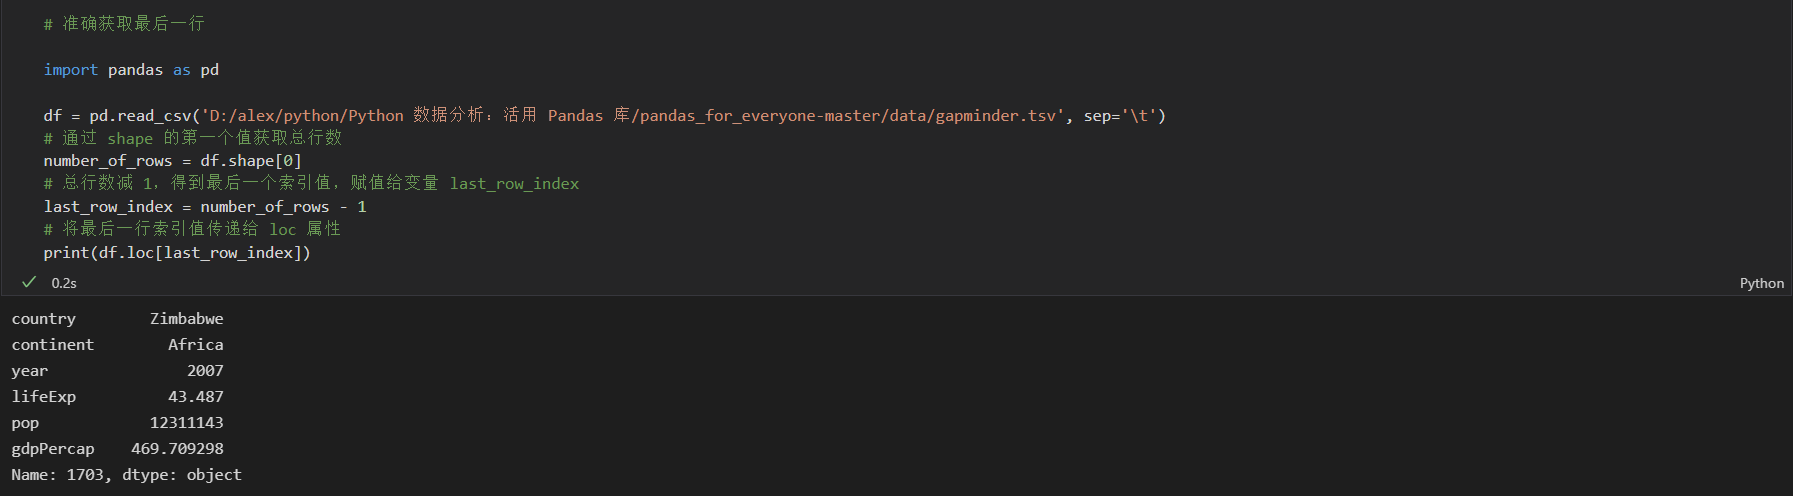 # 准确获取最后一行
import pandas as pd
df = pd.read_csv('D:/alex/python/Python 数据分析：活用 Pandas 库/pandas_for_everyone-master/data/gapminder.tsv', sep='\t')
# 通过 shape 的第一个值获取总行数
number_of_rows = df.shape[0]
# 总行数减 1，得到最后一个索引值，赋值给变量 last_row_index
last_row_index = number_of_rows - 1
# 将最后一行索引值传递给 loc 属性
print(df.loc[last_row_index])
0.2s
Python
country        Zimbabwe
continent        Africa
year               2007
lifeExp          43.487
pop            12311143
gdpPercap    469.709298
Name: 1703, dtype: object